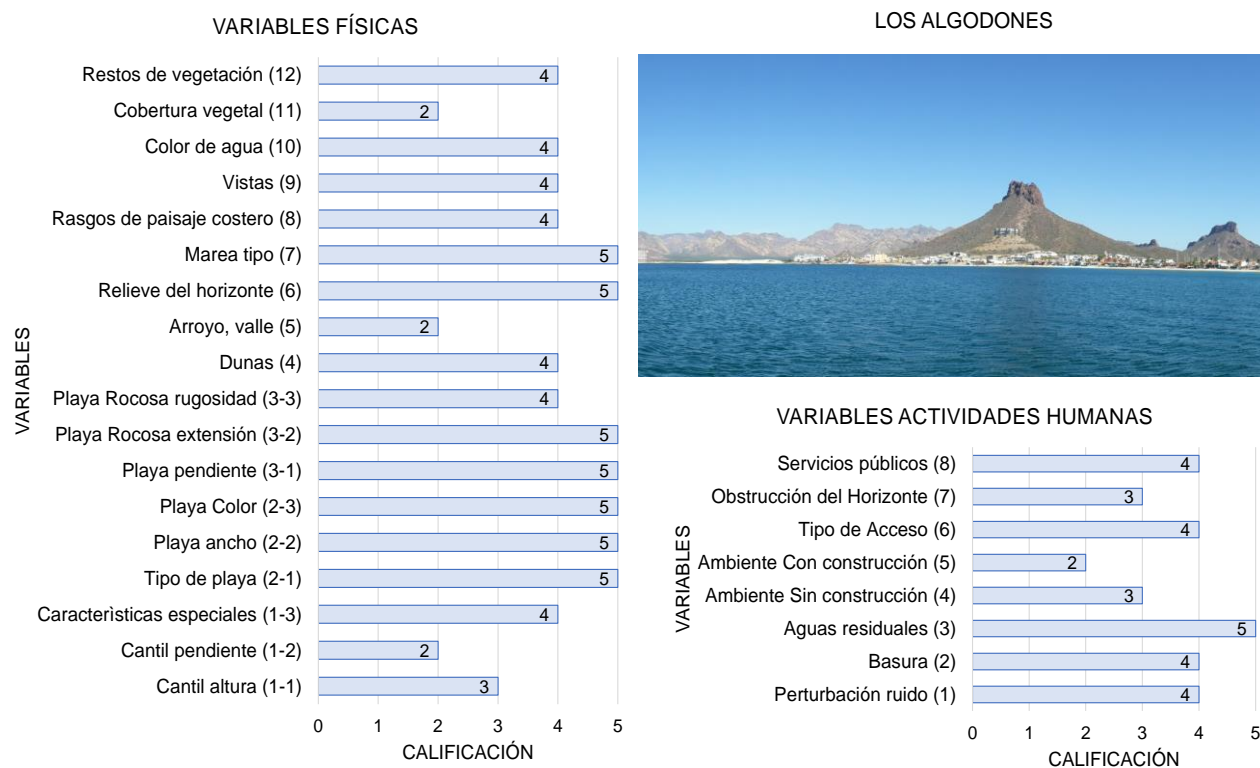 VARIABLES FÍSICAS
VARIABLES
Restos de vegetación (12) 4
Cobertura vegetal (11) 2
Color de agua (10) 4
Vistas (9) 4
Rasgos de paisaje costero (8) 4
Marea tipo (7) 5
Relieve del horizonte (6) 5
Arroyo, valle (5) 2
Dunas (4) 4
Playa Rocosa rugosidad (3-3) 4
Playa Rocosa extensión (3-2) 5
Playa pendiente (3-1) 5
Playa Color (2-3) 5
Playa ancho (2-2) 5
Tipo de playa (2-1) 5
Caracterìsticas especiales (1-3) 4
Cantil pendiente (1-2) 2
Cantil altura (1-1) 3
0 1 2 3 4 5
CALIFICACIÓN
LOS ALGODONES
VARIABLES ACTIVIDADES HUMANAS
VARIABLES
Servicios públicos (8) 4
Obstrucción del Horizonte (7) 3
Tipo de Acceso (6) 4
Ambiente Con construcción (5) 2
Ambiente Sin construcción (4) 3
Aguas residuales (3) 5
Basura (2) 4
Perturbación ruido (1) 4
0 1 2 3 4 5
CALIFICACIÓN